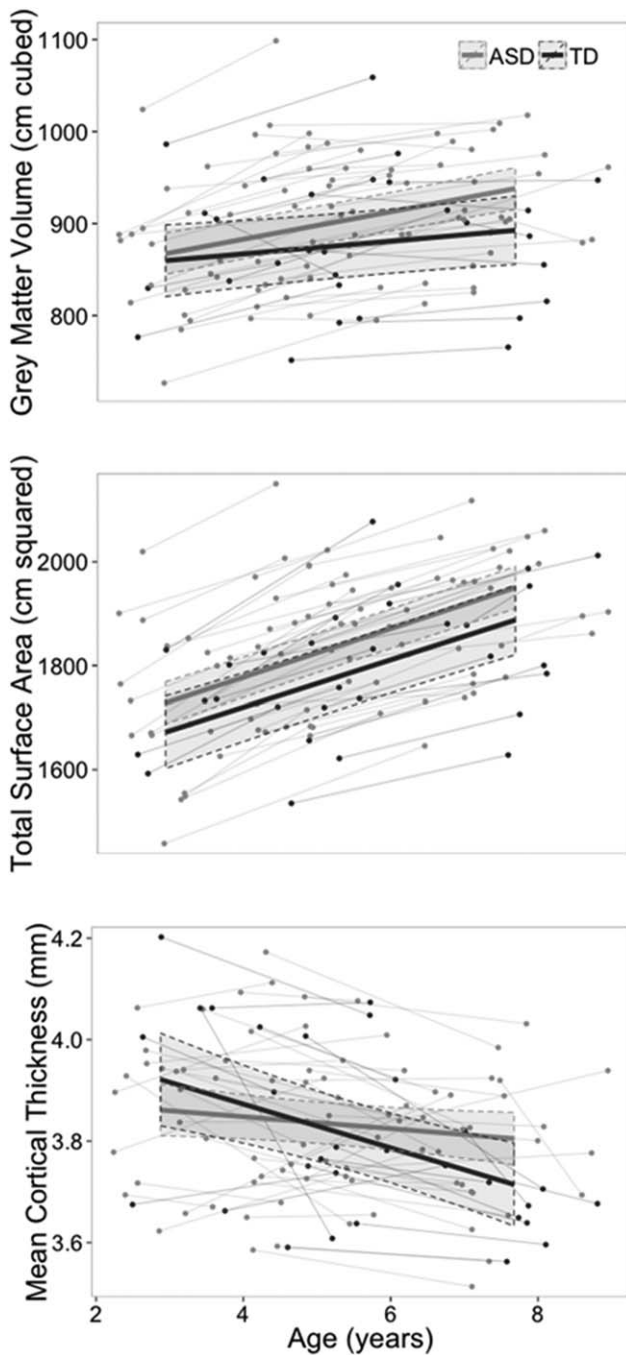 Grey Matter Volume (cm cubed)
1100
1000
900
800
ASD TD
Total Surface Area (cm squared)
2000
1800
1600
Mean Cortical Thickness (mm)
4.2
4.0
3.8
3.6
2 4 6 8
Age (years)